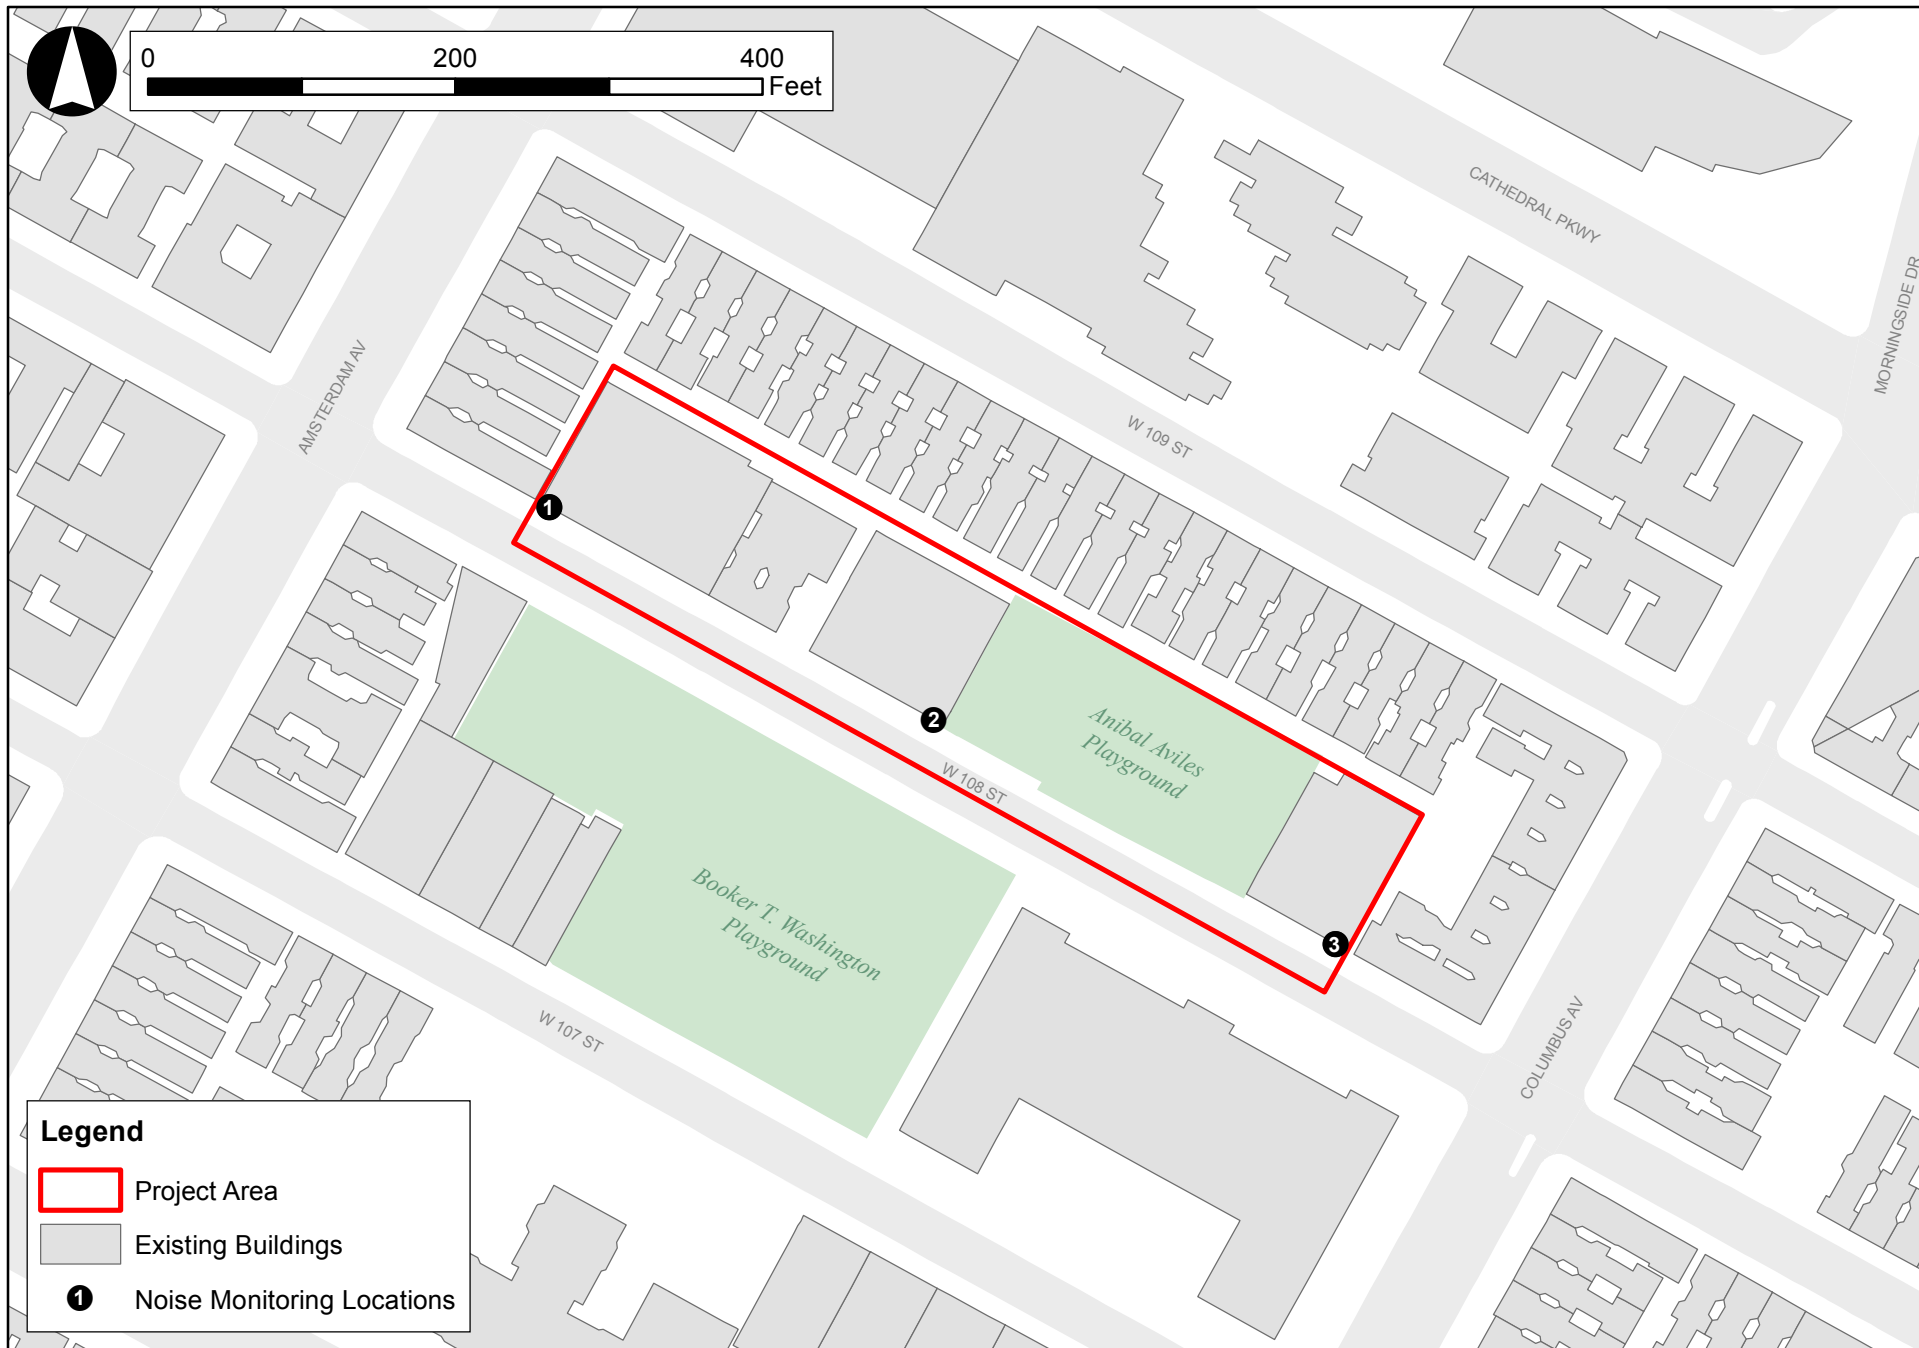 0 200 400
Feet
CATHEDRAL PKWY
MORNINGSIDE DR
AMSTERDAM AV
W 109 ST
1
2
Anibal Aviles
Playground
W 108 ST
Booker T. Washington
Playground
3
W 107 ST
COLUMBUS AV
Legend
Project Area
Existing Buildings
1 Noise Monitoring Locations